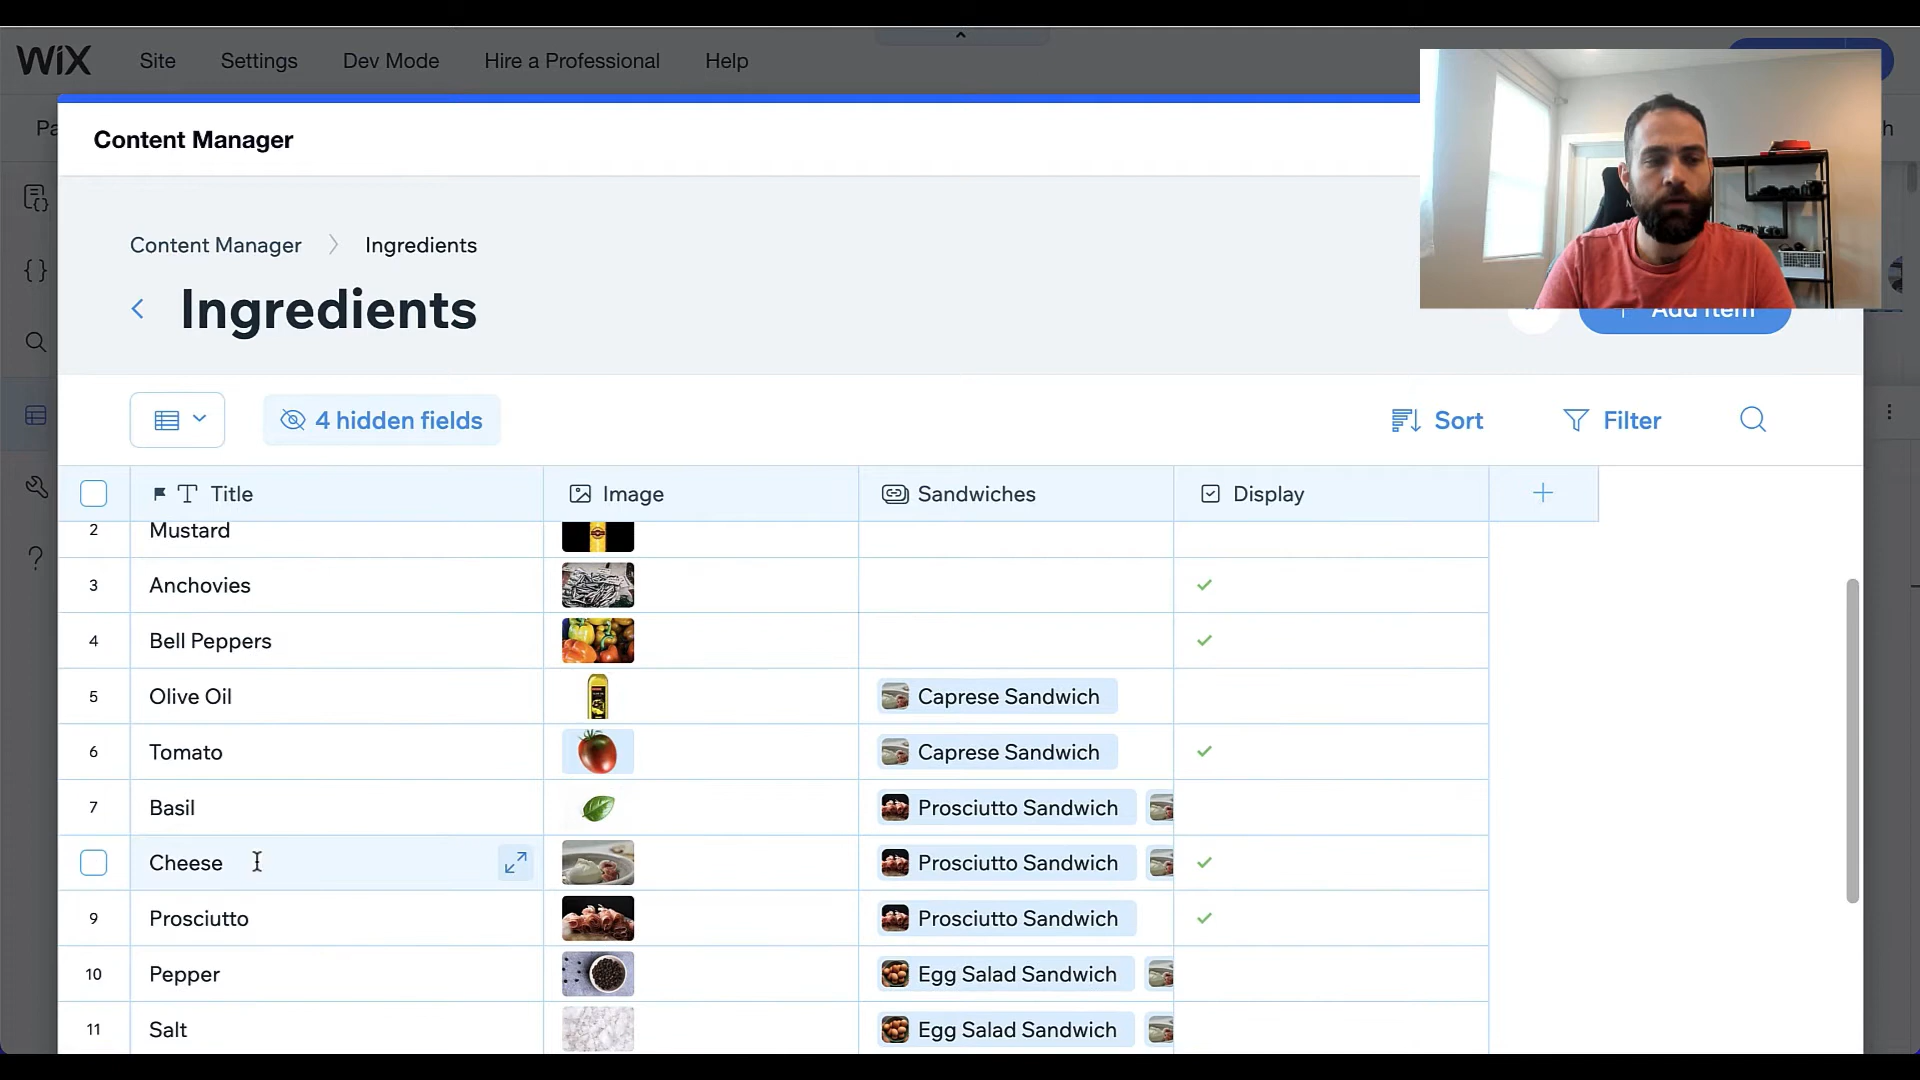 WiX Site Settings Dev Mode Hire a Professional Help
Content Manager
Content Manager Ingredients
Ingredients
Add Item
4 hidden fields Sort Filter
Title Image Sandwiches Display
2 Mustard
3 Anchovies
4 Bell Peppers
5 Olive Oil Caprese Sandwich
6 Tomato Caprese Sandwich
7 Basil Prosciutto Sandwich
Cheese Prosciutto Sandwich
9 Prosciutto Prosciutto Sandwich
10 Pepper Egg Salad Sandwich
11 Salt Egg Salad Sandwich